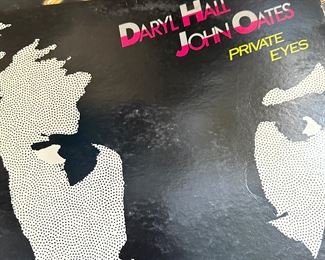 DARYL HALL
JOHN OATES
PRIVATE
EYES